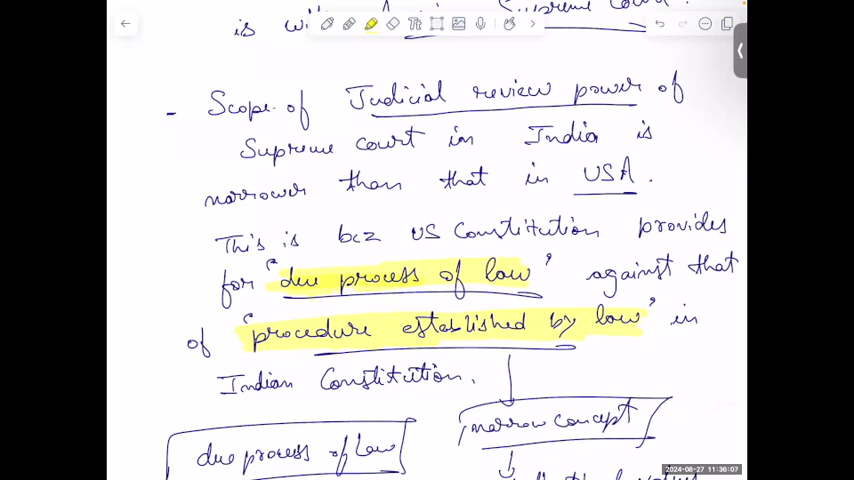 is Supreme Court.
- Scope of Judicial review power of
Supreme court in India is
narrower than that in USA.
This is bcz US Constitution provides
for "due process of law" against that
of "procedure established by law" in
Indian Constitution.
narrow concept
due process of Law
2024-08-27 11:36:07